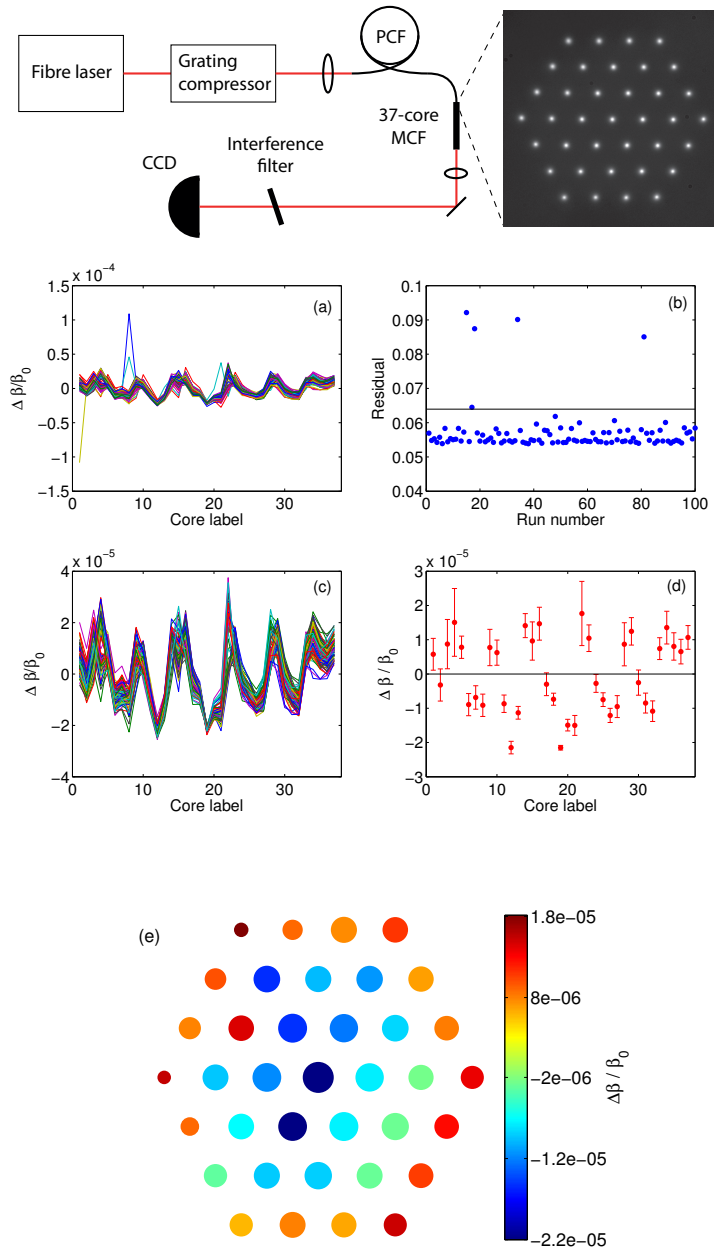 Fibre laser
Grating
compressor
PCF
37-core
MCF
Interference
filter
CCD
x 10⁻⁴
(a)
1.5
1
0.5
0
−0.5
−1
−1.5
Δ β/β₀
0 10 20 30
Core label
(b)
0.1
0.09
0.08
0.07
0.06
0.05
0.04
Residual
0 20 40 60 80 100
Run number
x 10⁻⁵
(c)
4
2
0
−2
−4
Δ β/β₀
0 10 20 30
Core label
x 10⁻⁵
(d)
3
2
1
0
−1
−2
−3
Δ β / β₀
0 10 20 30
Core label
(e)
1.8e−05
8e−06
−2e−06
−1.2e−05
−2.2e−05
Δβ / β₀